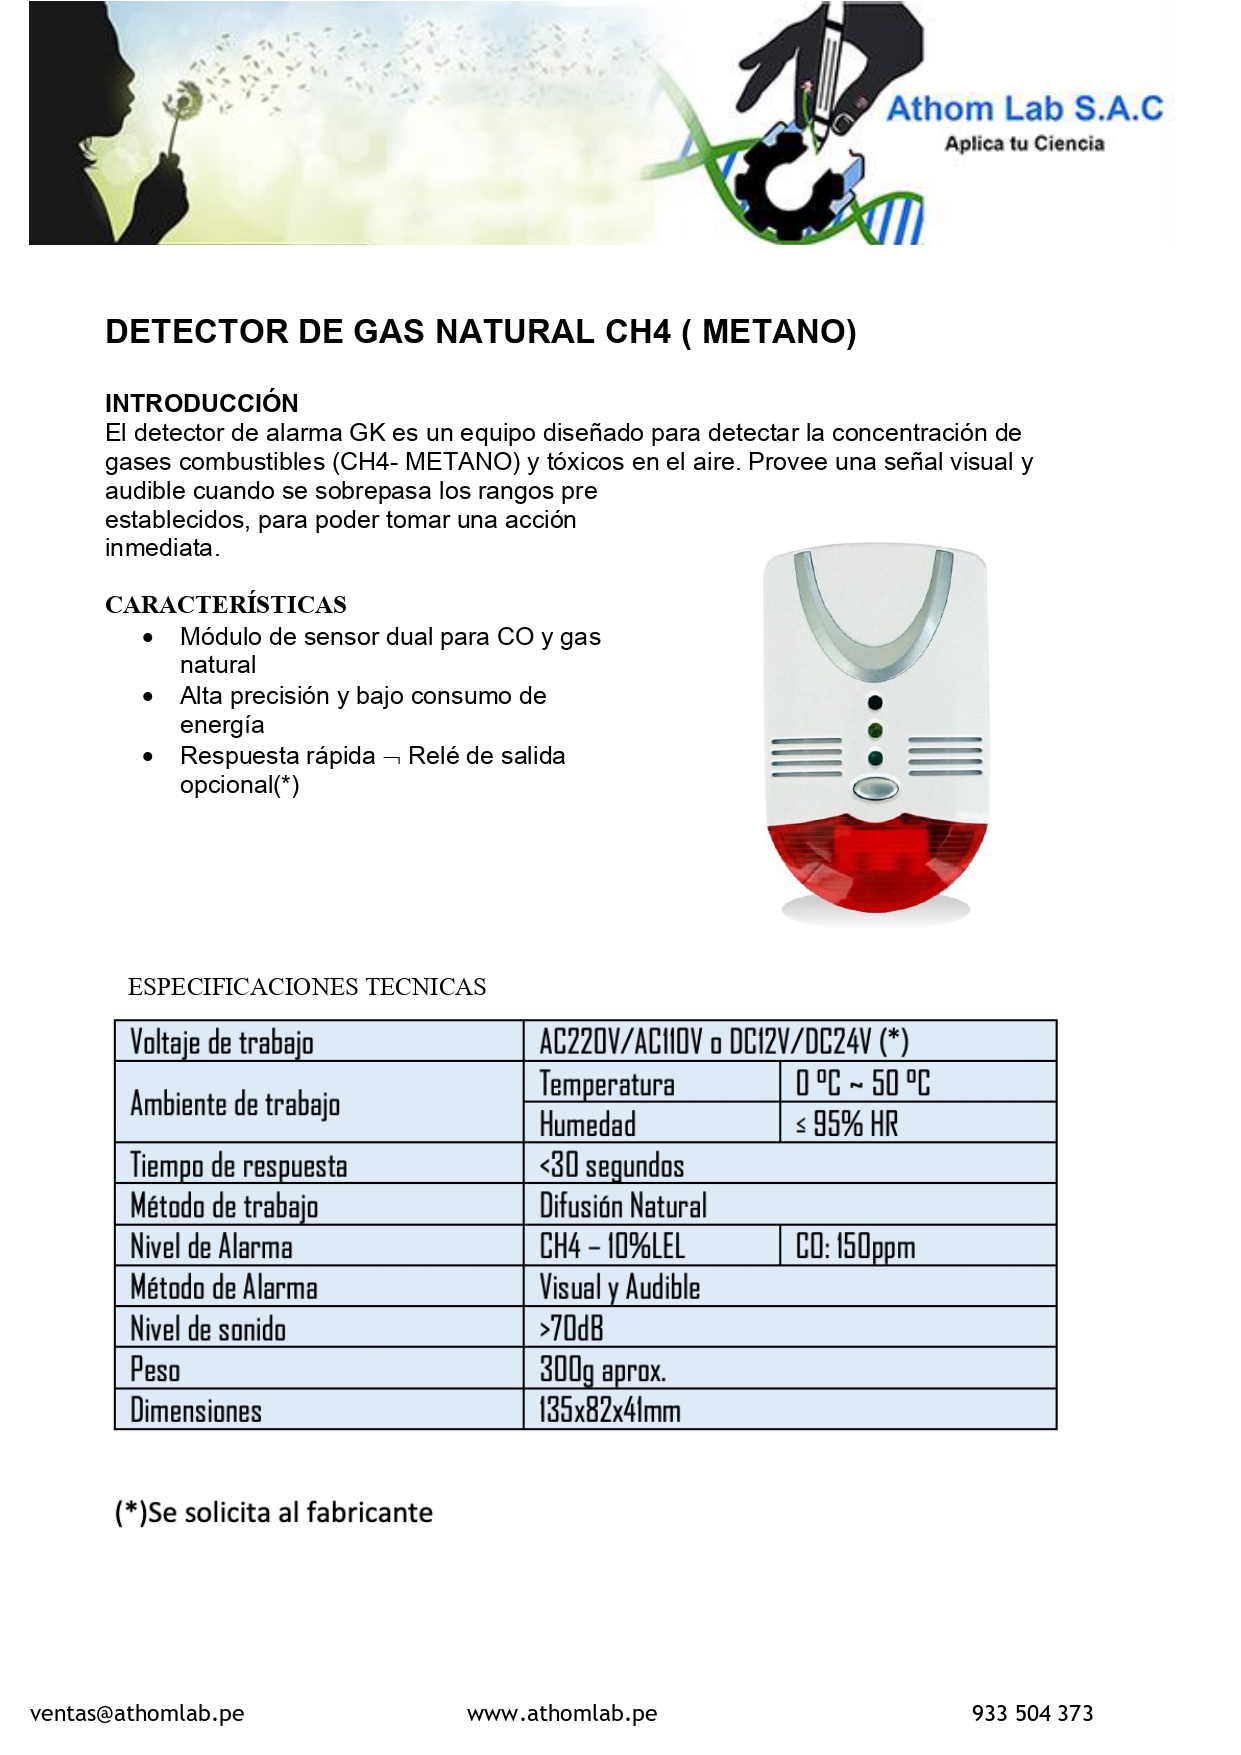 Athom Lab S.A.C
Aplica tu Ciencia
DETECTOR DE GAS NATURAL CH4 ( METANO)
INTRODUCCIÓN
El detector de alarma GK es un equipo diseñado para detectar la concentración de
gases combustibles (CH4- METANO) y tóxicos en el aire. Provee una señal visual y
audible cuando se sobrepasa los rangos pre
establecidos, para poder tomar una acción
inmediata.
CARACTERÍSTICAS
• Módulo de sensor dual para CO y gas
natural
• Alta precisión y bajo consumo de
energía
• Respuesta rápida ¬ Relé de salida
opcional(*)
ESPECIFICACIONES TECNICAS
Voltaje de trabajo AC220V/AC110V o DC12V/DC24V (*)
Ambiente de trabajo
Temperatura 0 ºC ~ 50 ºC
Humedad ≤ 95% HR
Tiempo de respuesta <30 segundos
Método de trabajo Difusión Natural
Nivel de Alarma CH4 – 10%LEL CO: 150ppm
Método de Alarma Visual y Audible
Nivel de sonido >70dB
Peso 300g aprox.
Dimensiones 135x82x41mm
(*)Se solicita al fabricante
ventas@athomlab.pe www.athomlab.pe 933 504 373